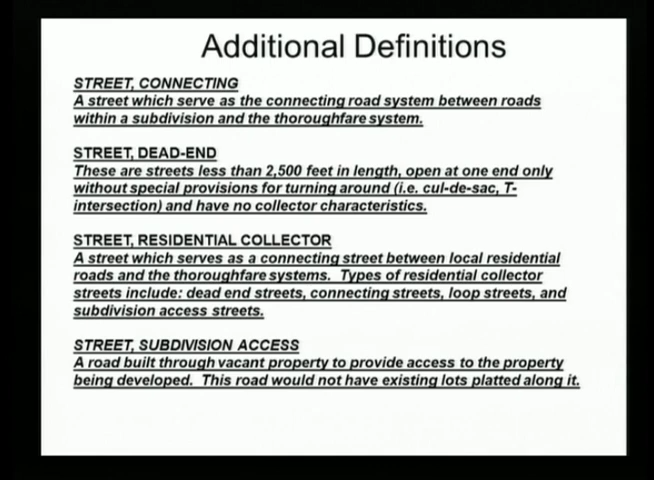 Additional Definitions
STREET, CONNECTING
A street which serve as the connecting road system between roads
within a subdivision and the thoroughfare system.
STREET, DEAD-END
These are streets less than 2,500 feet in length, open at one end only
without special provisions for turning around (i.e. cul-de-sac, T-
intersection) and have no collector characteristics.
STREET, RESIDENTIAL COLLECTOR
A street which serves as a connecting street between local residential
roads and the thoroughfare systems.  Types of residential collector
streets include: dead end streets, connecting streets, loop streets, and
subdivision access streets.
STREET, SUBDIVISION ACCESS
A road built through vacant property to provide access to the property
being developed.  This road would not have existing lots platted along it.